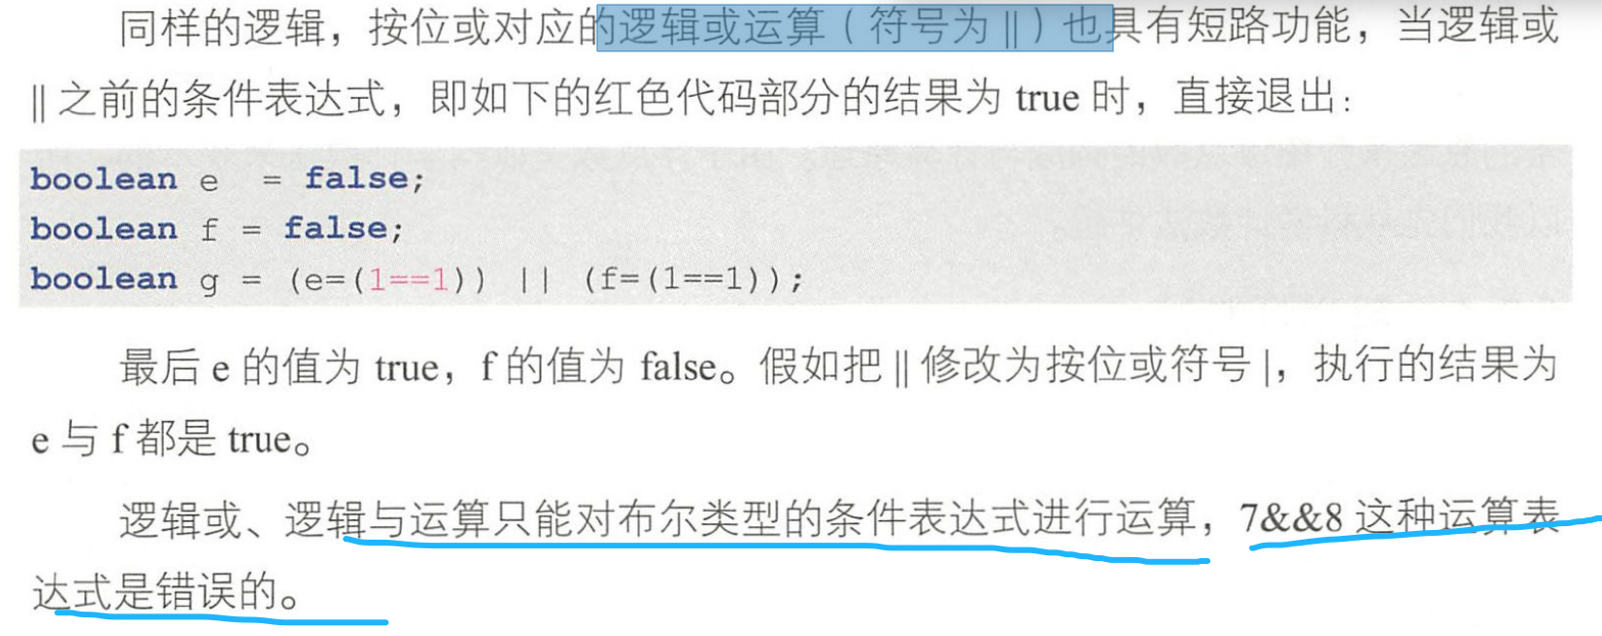 同样的逻辑，按位或对应的逻辑或运算（符号为 ||）也具有短路功能，当逻辑或
|| 之前的条件表达式，即如下的红色代码部分的结果为 true 时，直接退出：
boolean e = false;
boolean f = false;
boolean g = (e=(1==1)) || (f=(1==1));
最后 e 的值为 true，f 的值为 false。假如把 || 修改为按位或符号 |，执行的结果为
e 与 f 都是 true。
逻辑或、逻辑与运算只能对布尔类型的条件表达式进行运算，7&&8 这种运算表
达式是错误的。